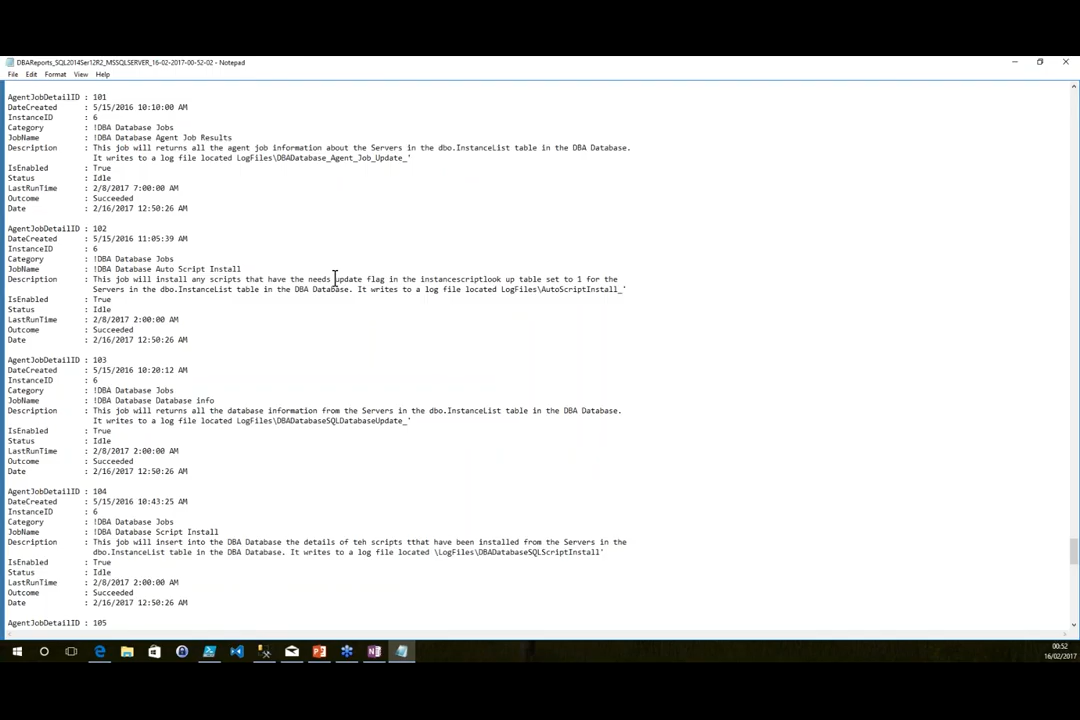 DBAReports_SQL2014Ser12R2_MSSQLSERVER_16-02-2017-00-52-02 - Notepad
File Edit Format View Help
AgentJobDetailID : 101
DateCreated : 5/15/2016 10:10:00 AM
InstanceID : 6
Category : !DBA Database Jobs
JobName : !DBA Database Agent Job Results
Description : This job will returns all the agent job information about the Servers in the dbo.InstanceList table in the DBA Database.
It writes to a log file located LogFiles\DBADatabase_Agent_Job_Update_'
IsEnabled : True
Status : Idle
LastRunTime : 2/8/2017 7:00:00 AM
Outcome : Succeeded
Date : 2/16/2017 12:50:26 AM
AgentJobDetailID : 102
DateCreated : 5/15/2016 11:05:39 AM
InstanceID : 6
Category : !DBA Database Jobs
JobName : !DBA Database Auto Script Install
Description : This job will install any scripts that have the needs update flag in the instancescriptlook up table set to 1 for the
Servers in the dbo.InstanceList table in the DBA Database. It writes to a log file located LogFiles\AutoScriptInstall_'
IsEnabled : True
Status : Idle
LastRunTime : 2/8/2017 2:00:00 AM
Outcome : Succeeded
Date : 2/16/2017 12:50:26 AM
AgentJobDetailID : 103
DateCreated : 5/15/2016 10:20:12 AM
InstanceID : 6
Category : !DBA Database Jobs
JobName : !DBA Database Database info
Description : This job will returns all the database information from the Servers in the dbo.InstanceList table in the DBA Database.
It writes to a log file located LogFiles\DBADatabaseSQLDatabaseUpdate_'
IsEnabled : True
Status : Idle
LastRunTime : 2/8/2017 2:00:00 AM
Outcome : Succeeded
Date : 2/16/2017 12:50:26 AM
AgentJobDetailID : 104
DateCreated : 5/15/2016 10:43:25 AM
InstanceID : 6
Category : !DBA Database Jobs
JobName : !DBA Database Script Install
Description : This job will insert into the DBA Database the details of teh scripts tthat have been installed from the Servers in the
dbo.InstanceList table in the DBA Database. It writes to a log file located \LogFiles\DBADatabaseSQLScriptInstall'
IsEnabled : True
Status : Idle
LastRunTime : 2/8/2017 2:00:00 AM
Outcome : Succeeded
Date : 2/16/2017 12:50:26 AM
AgentJobDetailID : 105
00:52
16/02/2017